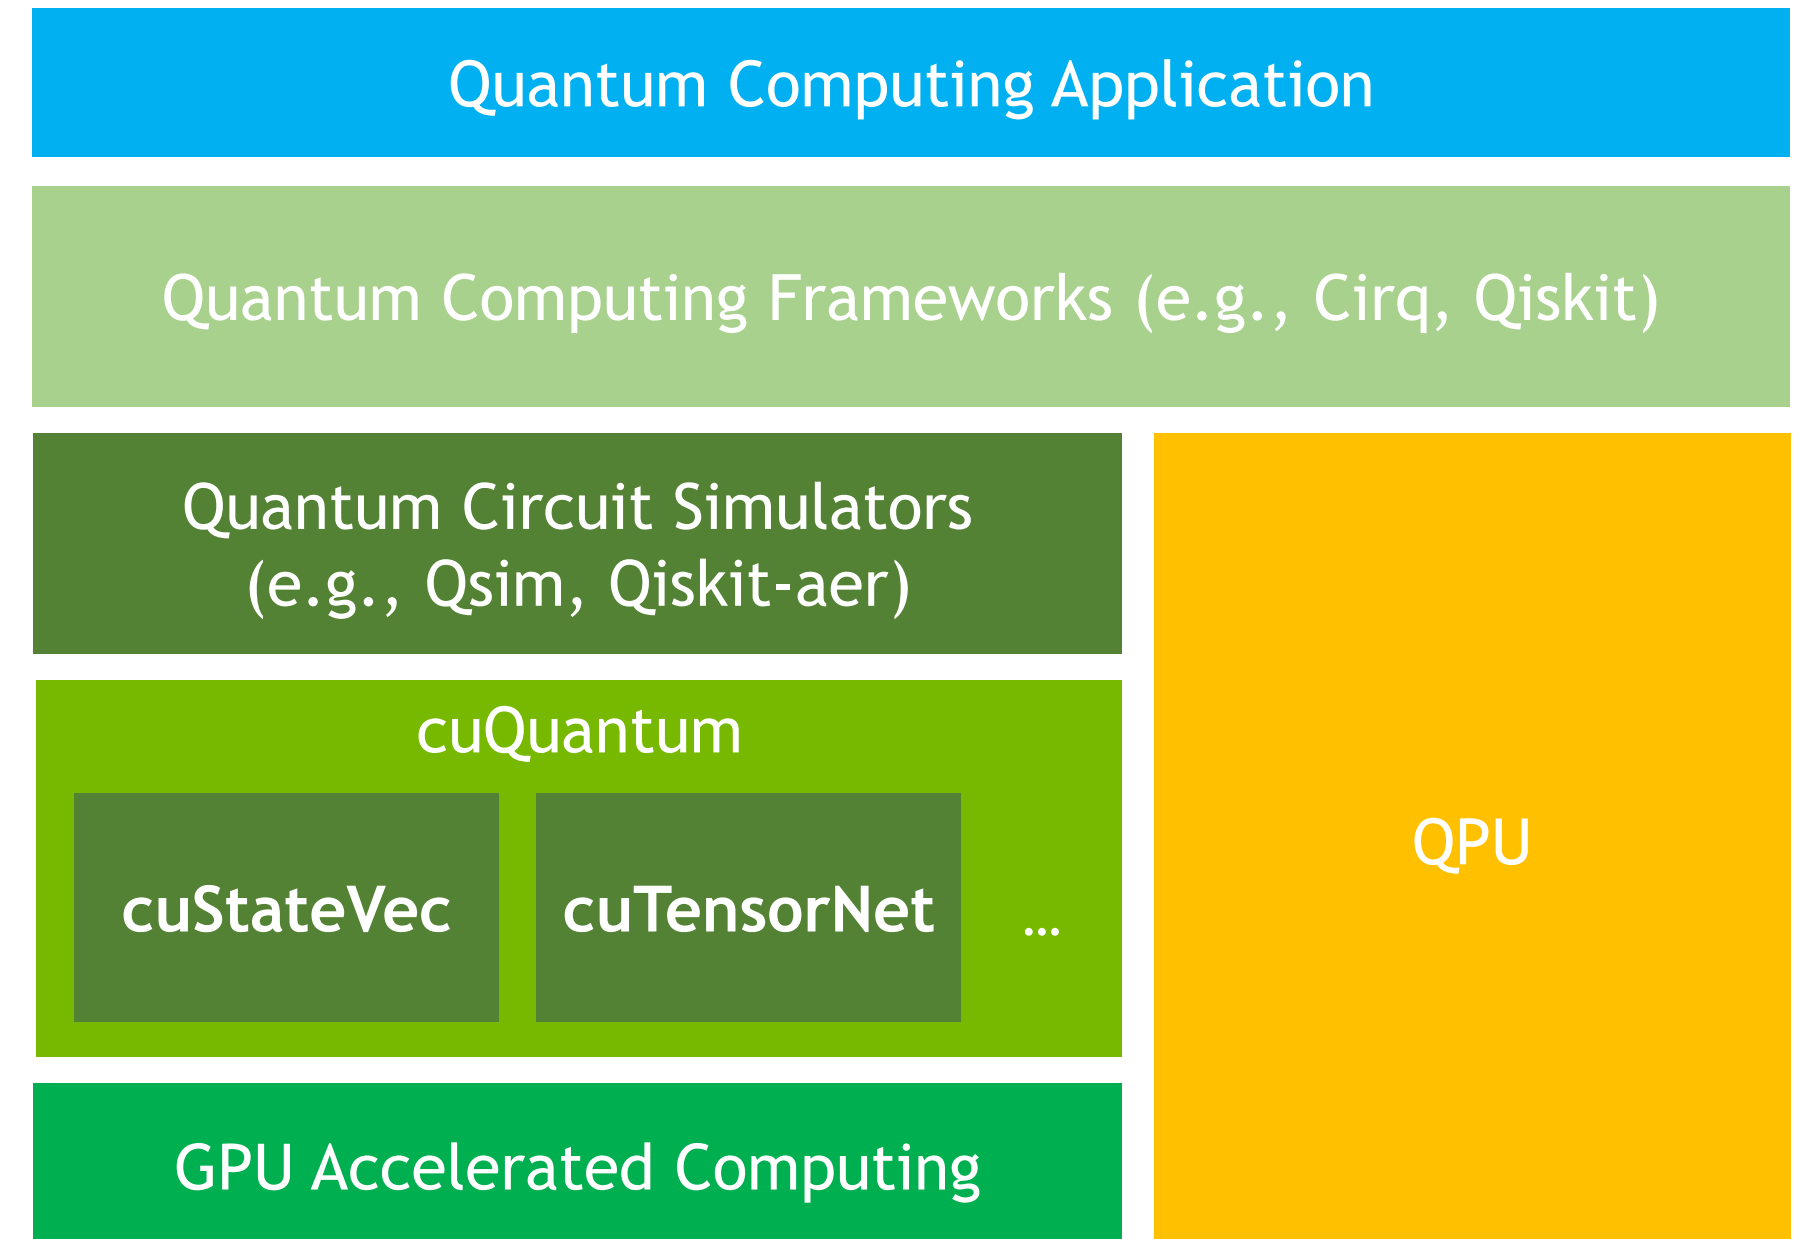 Quantum Computing Application
Quantum Computing Frameworks (e.g., Cirq, Qiskit)
Quantum Circuit Simulators
(e.g., Qsim, Qiskit-aer)
cuQuantum
cuStateVec
cuTensorNet
...
GPU Accelerated Computing
QPU